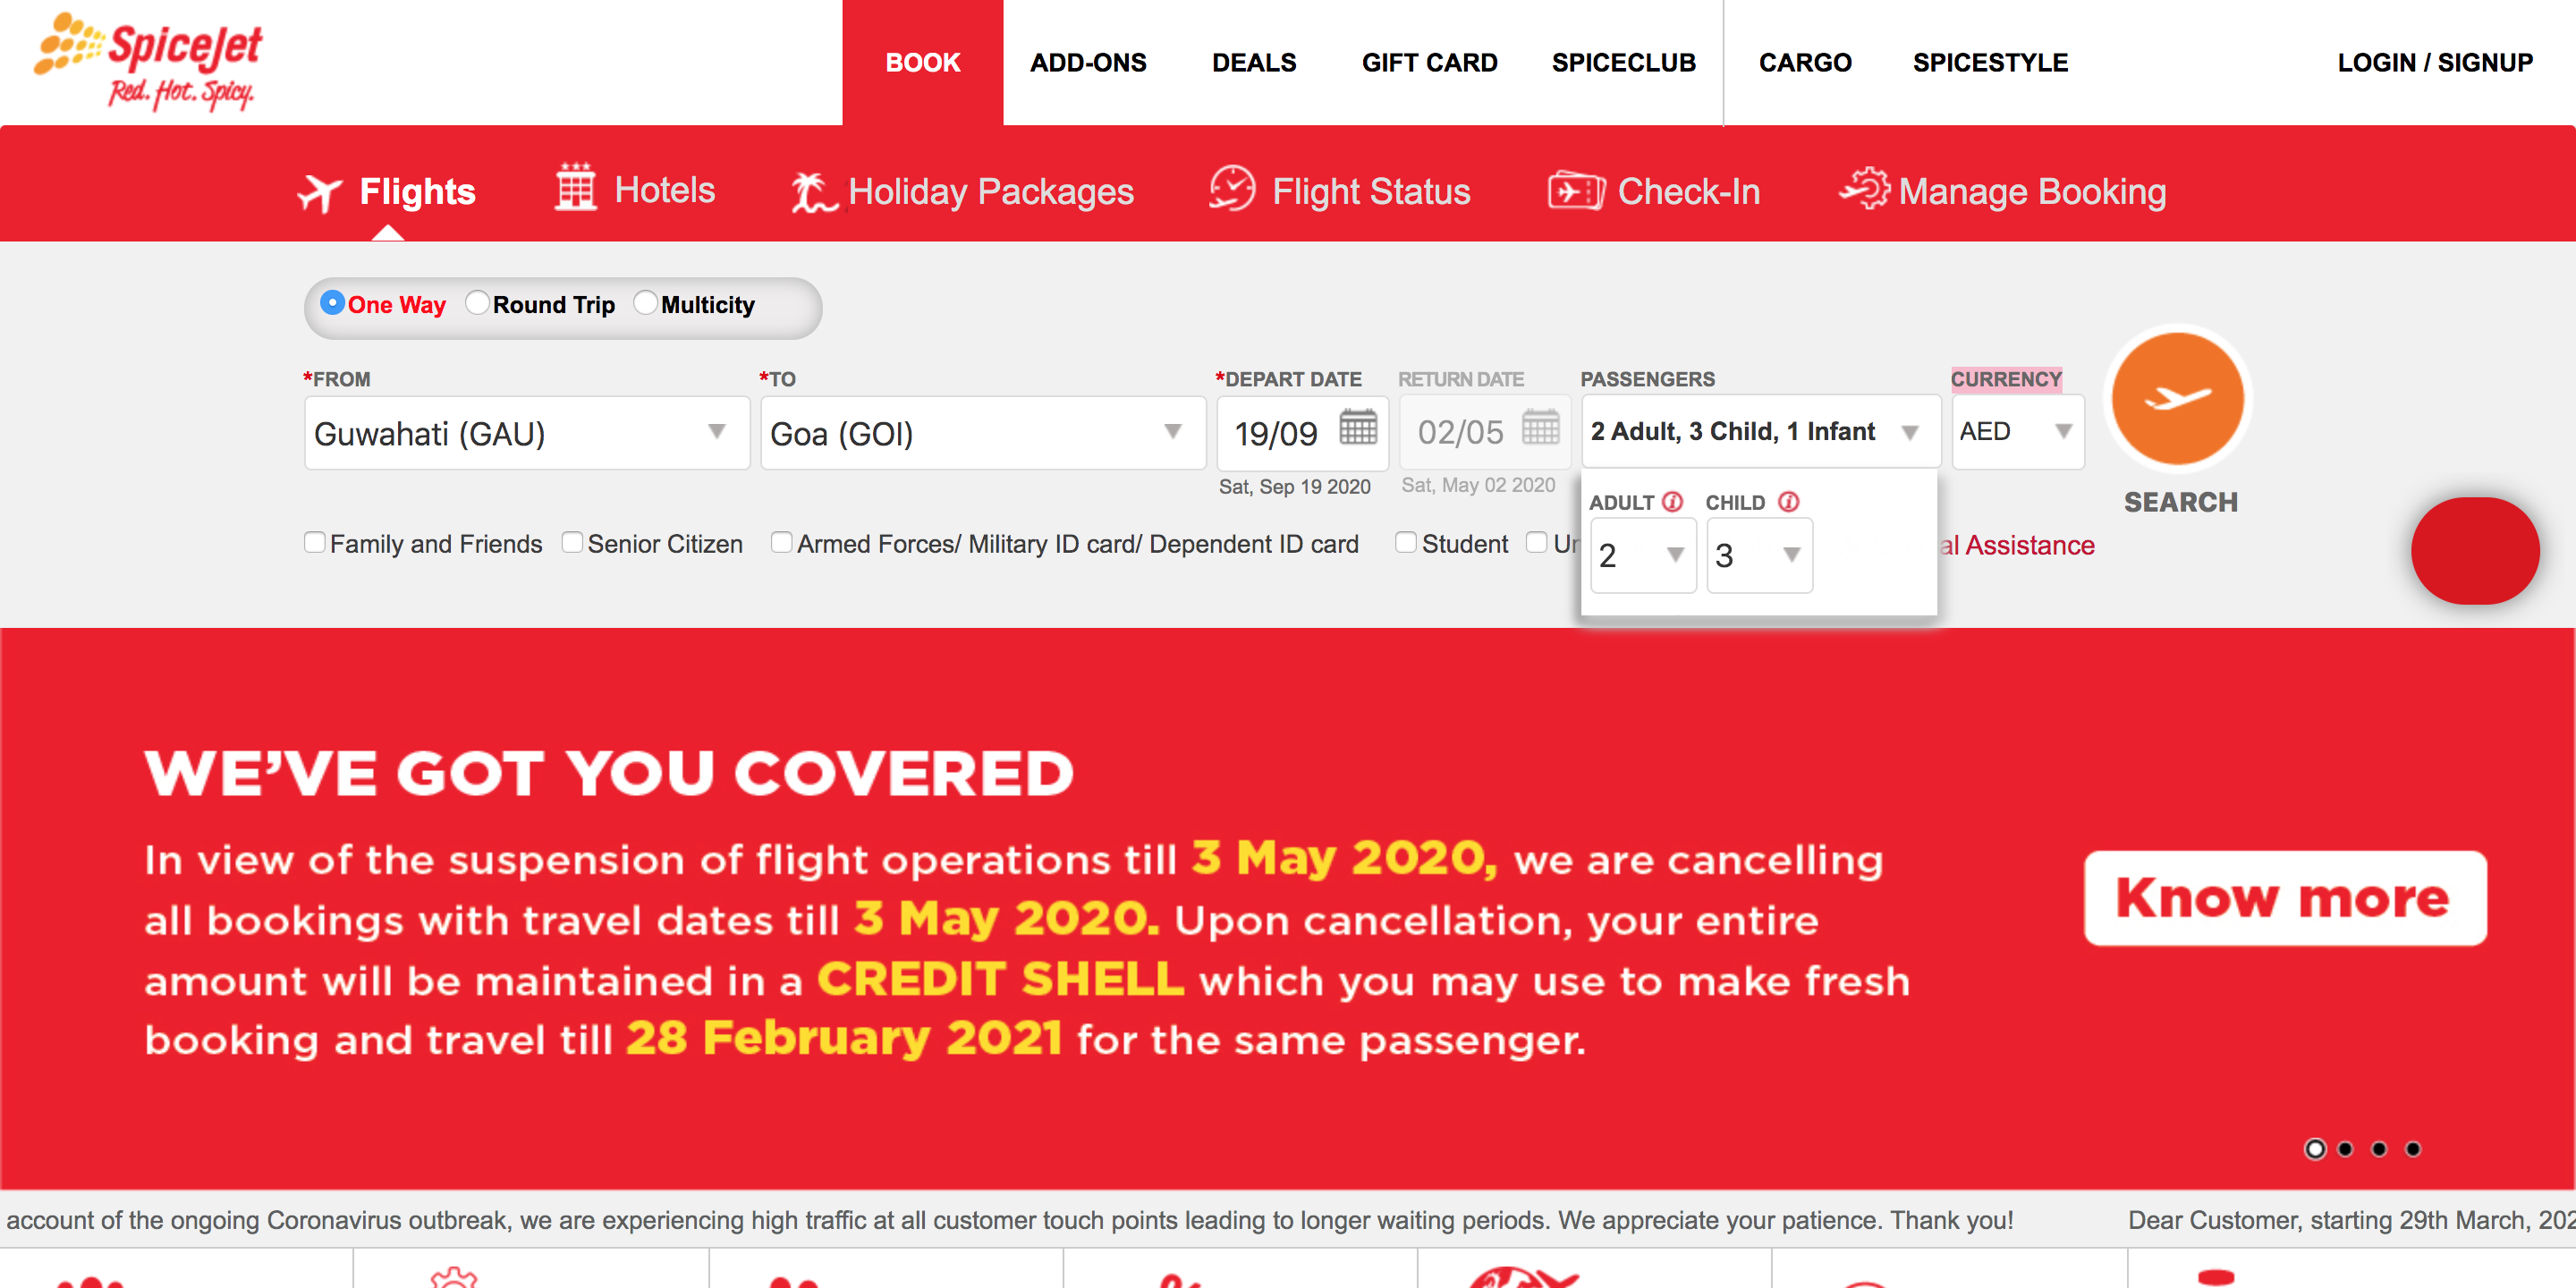 SpiceJet
Red. Hot. Spicy.
BOOK ADD-ONS DEALS GIFT CARD SPICECLUB CARGO SPICESTYLE LOGIN / SIGNUP
Flights Hotels Holiday Packages Flight Status Check-In Manage Booking
One Way Round Trip Multicity
*FROM *TO *DEPART DATE RETURN DATE PASSENGERS CURRENCY
Guwahati (GAU) Goa (GOI) 19/09 02/05 2 Adult, 3 Child, 1 Infant AED
Sat, Sep 19 2020 Sat, May 02 2020
SEARCH
ADULT CHILD
2 3
Family and Friends Senior Citizen Armed Forces/ Military ID card/ Dependent ID card Student Assistance
WE'VE GOT YOU COVERED
In view of the suspension of flight operations till 3 May 2020, we are cancelling
all bookings with travel dates till 3 May 2020. Upon cancellation, your entire
amount will be maintained in a CREDIT SHELL which you may use to make fresh
booking and travel till 28 February 2021 for the same passenger.
Know more
account of the ongoing Coronavirus outbreak, we are experiencing high traffic at all customer touch points leading to longer waiting periods. We appreciate your patience. Thank you! Dear Customer, starting 29th March,